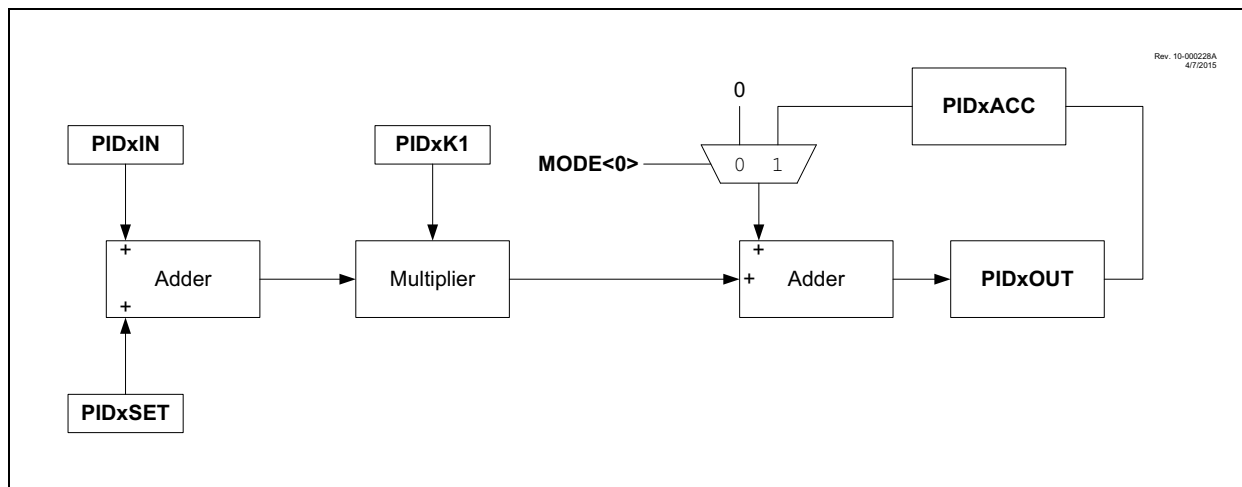 Rev. 10-000228A
4/7/2015
0
PIDxACC
PIDxIN
PIDxK1
MODE<0>
0 1
+
Adder
+
Multiplier
+
+
Adder
PIDxOUT
PIDxSET